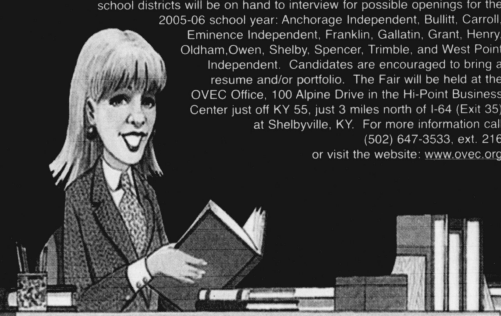 school districts will be on hand to interview for possible openings for the
2005-06 school year: Anchorage Independent, Bullitt, Carroll,
Eminence Independent, Franklin, Gallatin, Grant, Henry,
Oldham,Owen, Shelby, Spencer, Trimble, and West Point
Independent. Candidates are encouraged to bring a
resume and/or portfolio. The Fair will be held at the
OVEC Office, 100 Alpine Drive in the Hi-Point Business
Center just off KY 55, just 3 miles north of I-64 (Exit 35)
at Shelbyville, KY. For more information cal
(502) 647-3533, ext. 216
or visit the website: www.ovec.org